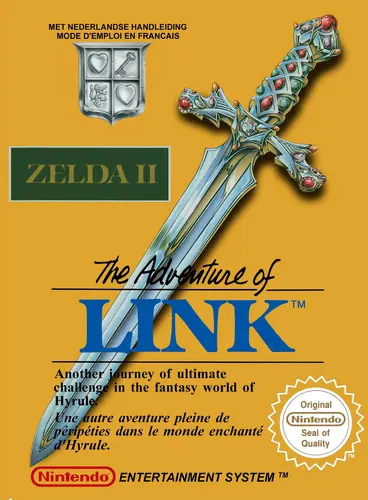 MET NEDERLANDSE HANDLEIDING
MODE D'EMPLOI EN FRANCAIS
ZELDA II
The Adventure of
LINK™
Another journey of ultimate
challenge in the fantasy world of
Hyrule.
Une autre aventure pleine de
péripéties dans le monde enchanté
d'Hyrule.
Original
Nintendo
Seal of
Quality
Nintendo ENTERTAINMENT SYSTEM™